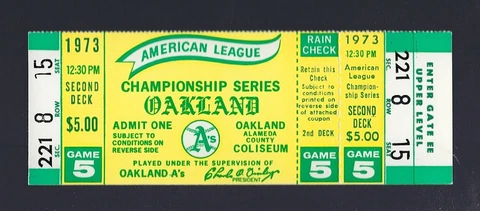 221 8 15
SEC. ROW SEAT
1973
12:30 PM
SECOND
DECK
$5.00
GAME
5
AMERICAN LEAGUE
CHAMPIONSHIP SERIES
OAKLAND
ADMIT ONE
SUBJECT TO
CONDITIONS ON
REVERSE SIDE
A's
OAKLAND
ALAMEDA
COUNTY
COLISEUM
PLAYED UNDER THE SUPERVISION OF
OAKLAND-A's
Charles O. Finley
PRESIDENT
RAIN
CHECK
Retain this
Check
Subject to
conditions
printed on
reverse side
of attached
coupon
2nd DECK
GAME
5
1973
12:30 PM
American
League
Champion-
ship Series
SECOND
DECK
$5.00
GAME
5
221 8 15
SEC. ROW SEAT
ENTER GATE EE
UPPER LEVEL